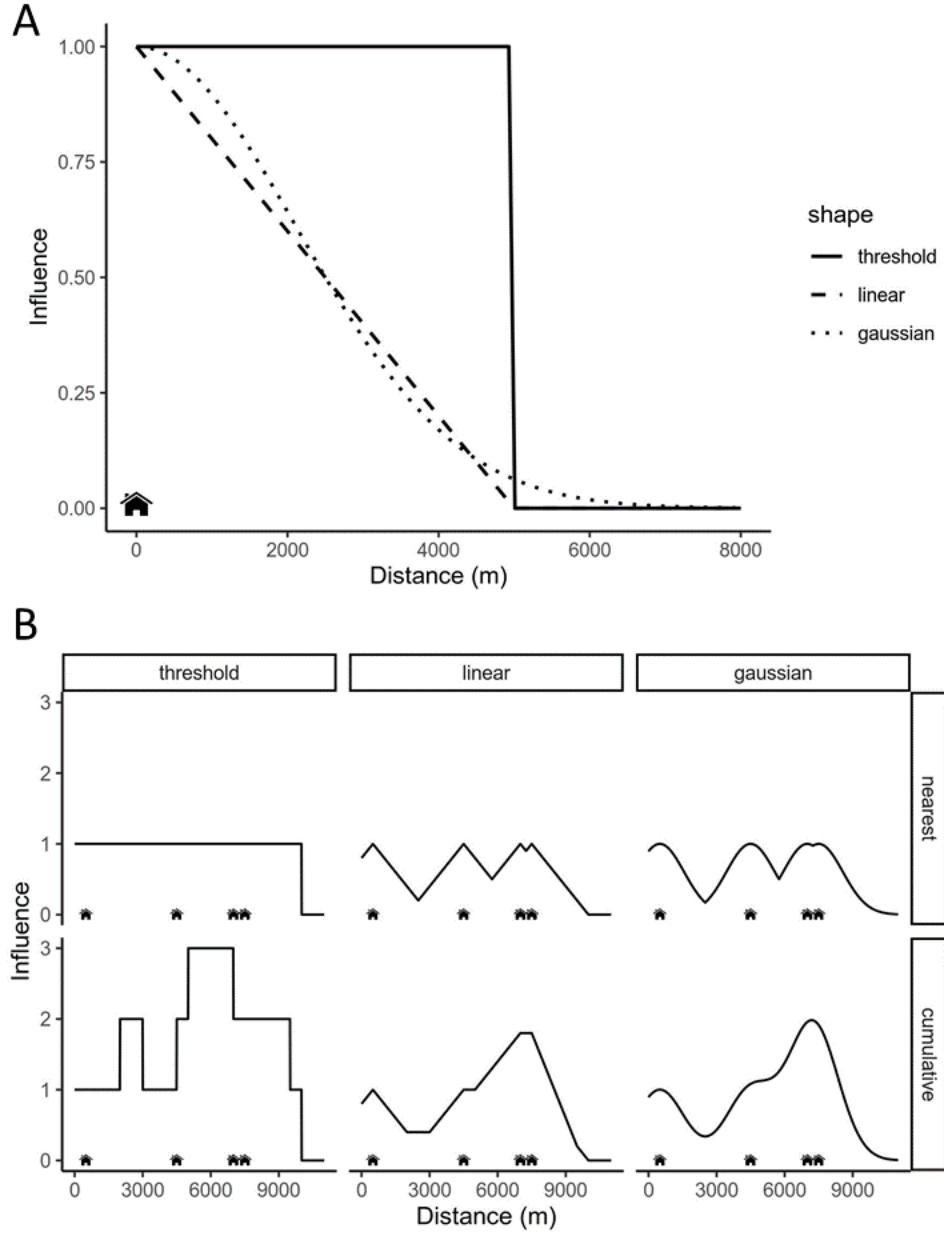 A
1.00
0.75
0.50
0.25
0.00
Influence
0 2000 4000 6000 8000
Distance (m)
shape
threshold
linear
gaussian
B
threshold linear gaussian
3
2
1
0
nearest
Influence
3
2
1
0
cumulative
0 3000 6000 9000 0 3000 6000 9000 0 3000 6000 9000
Distance (m)